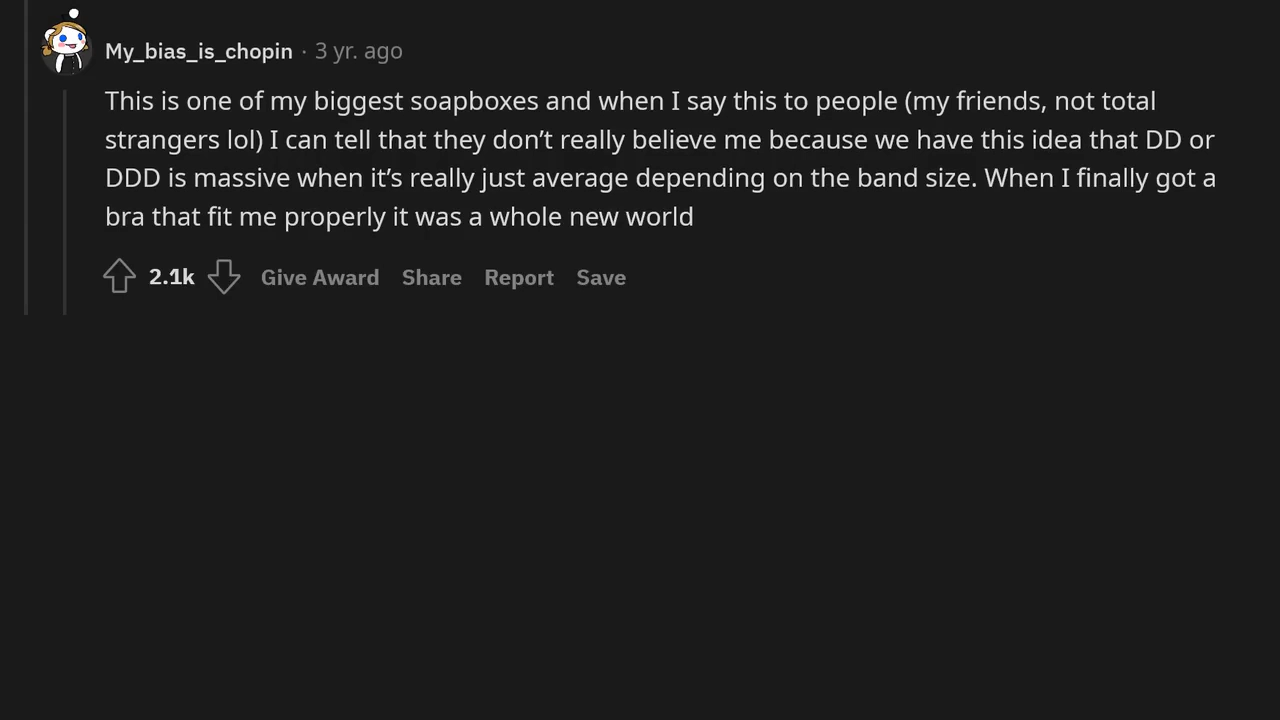 My_bias_is_chopin · 3 yr. ago
This is one of my biggest soapboxes and when I say this to people (my friends, not total
strangers lol) I can tell that they don’t really believe me because we have this idea that DD or
DDD is massive when it’s really just average depending on the band size. When I finally got a
bra that fit me properly it was a whole new world
2.1k Give Award Share Report Save